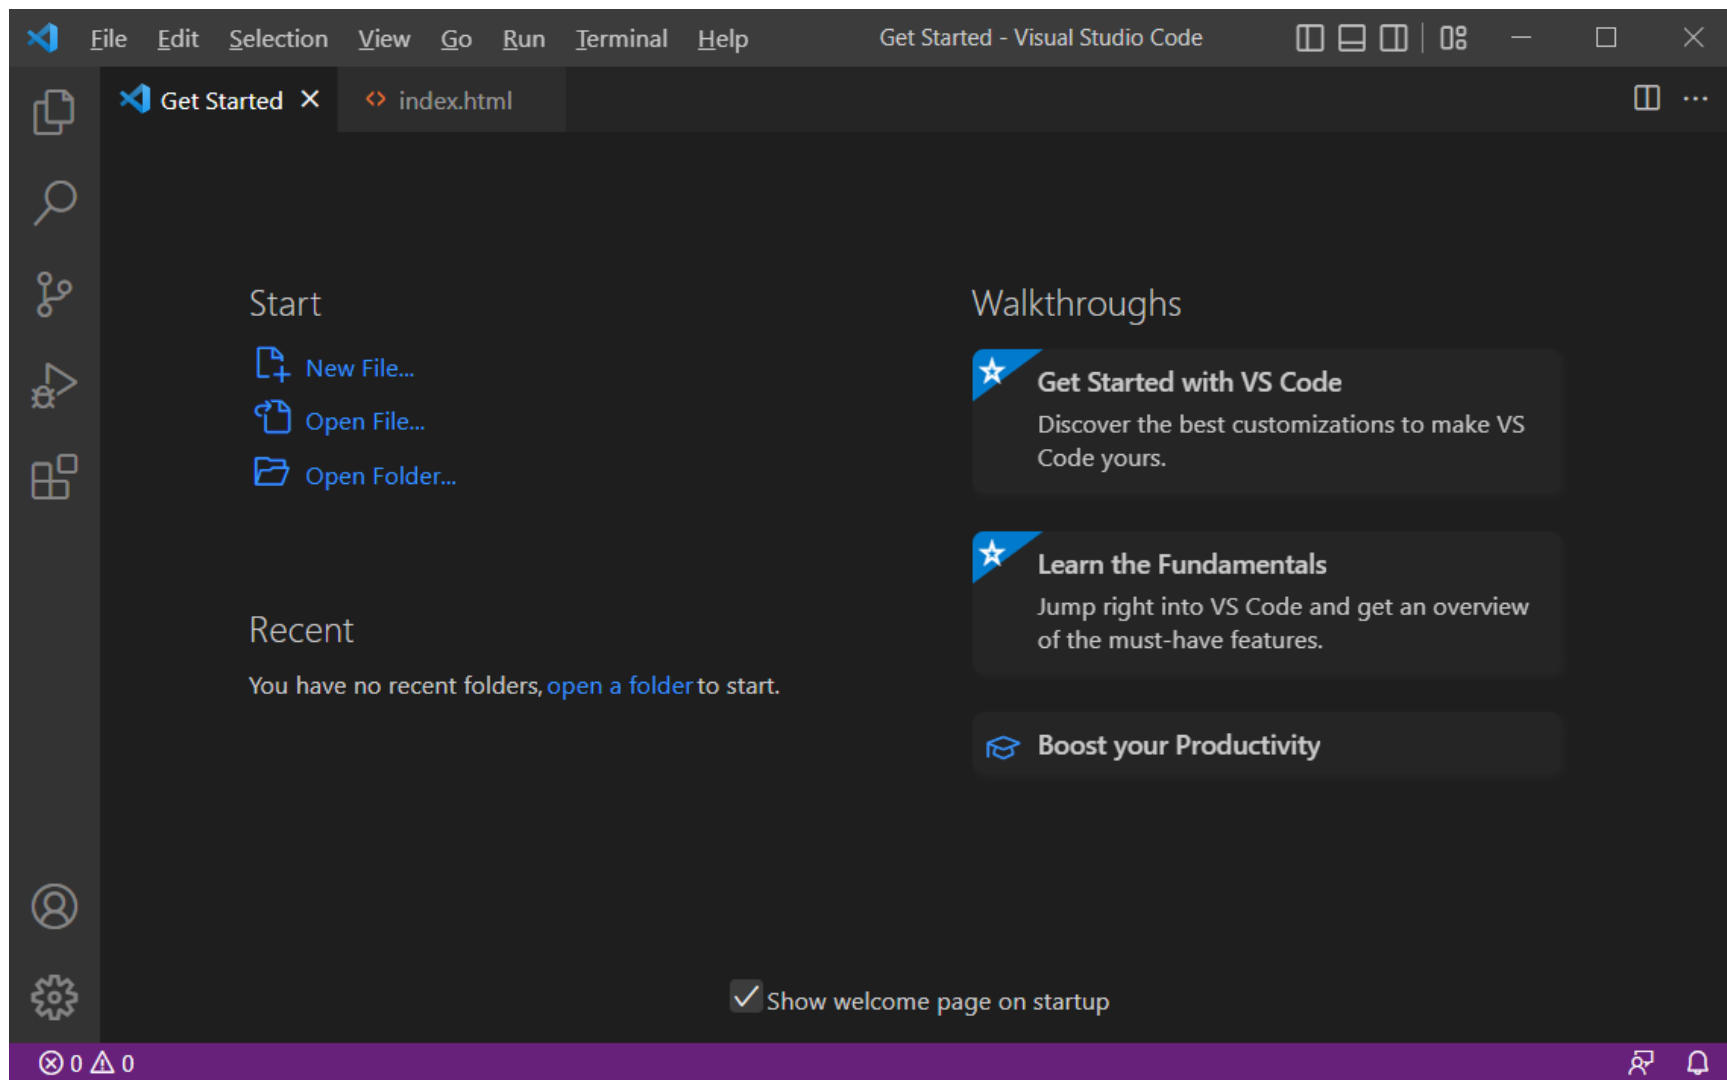 File Edit Selection View Go Run Terminal Help Get Started - Visual Studio Code
Get Started index.html
Start
New File...
Open File...
Open Folder...
Recent
You have no recent folders, open a folder to start.
Walkthroughs
Get Started with VS Code
Discover the best customizations to make VS
Code yours.
Learn the Fundamentals
Jump right into VS Code and get an overview
of the must-have features.
Boost your Productivity
Show welcome page on startup
0 0